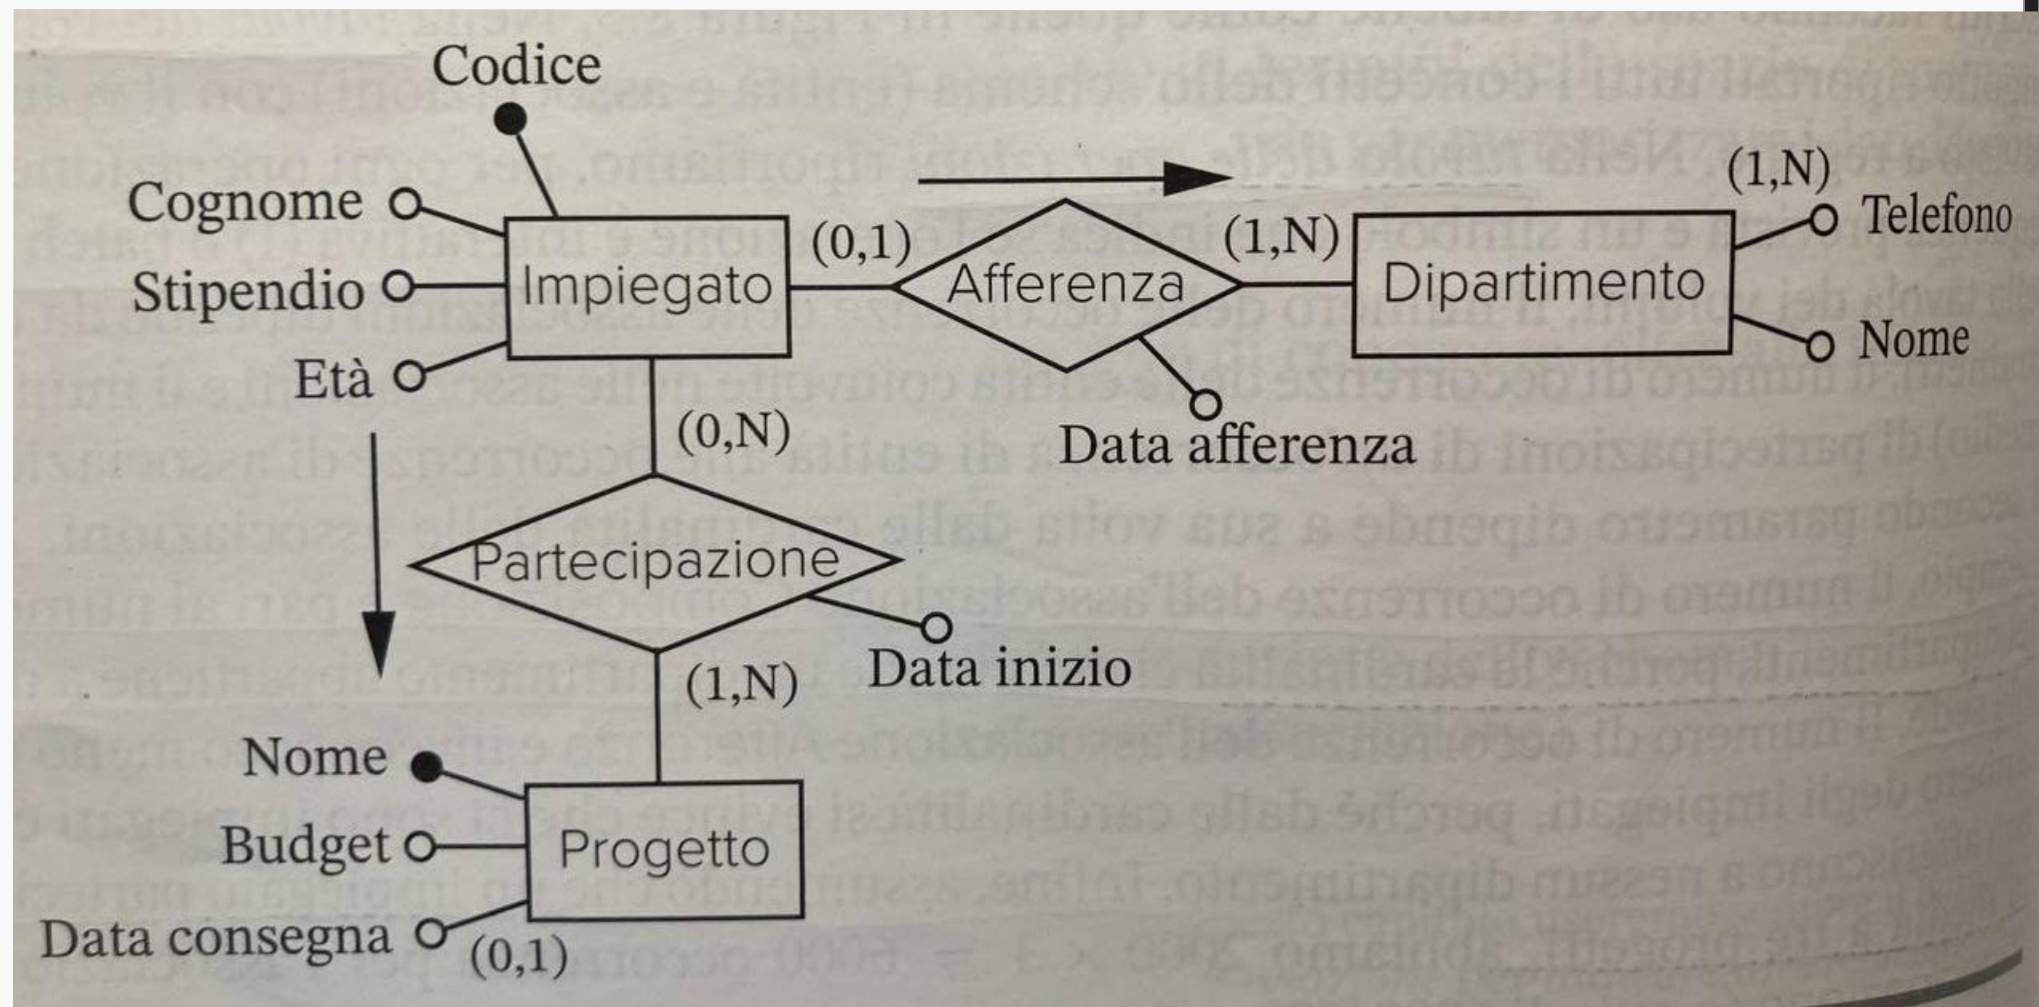 Codice
(1,N)
Cognome
Telefono
(0,1)
(1,N)
Stipendio
Impiegato
Afferenza
Dipartimento
Nome
Età
(0,N)
Data afferenza
Partecipazione
Data inizio
(1,N)
Nome
Budget
Progetto
Data consegna
(0,1)